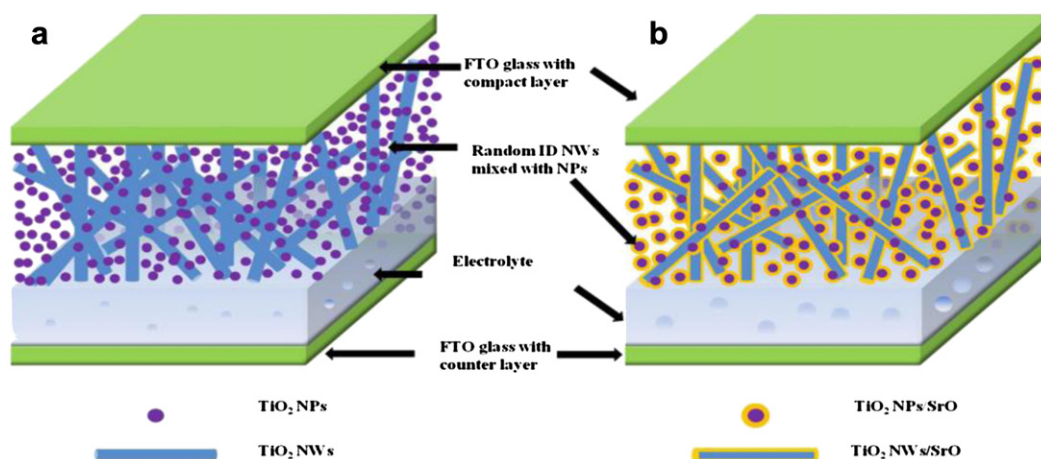 a
b
FTO glass with
compact layer
Random ID NWs
mixed with NPs
Electrolyte
FTO glass with
counter layer
TiO₂ NPs
TiO₂ NWs
TiO₂ NPs/SrO
TiO₂ NWs/SrO